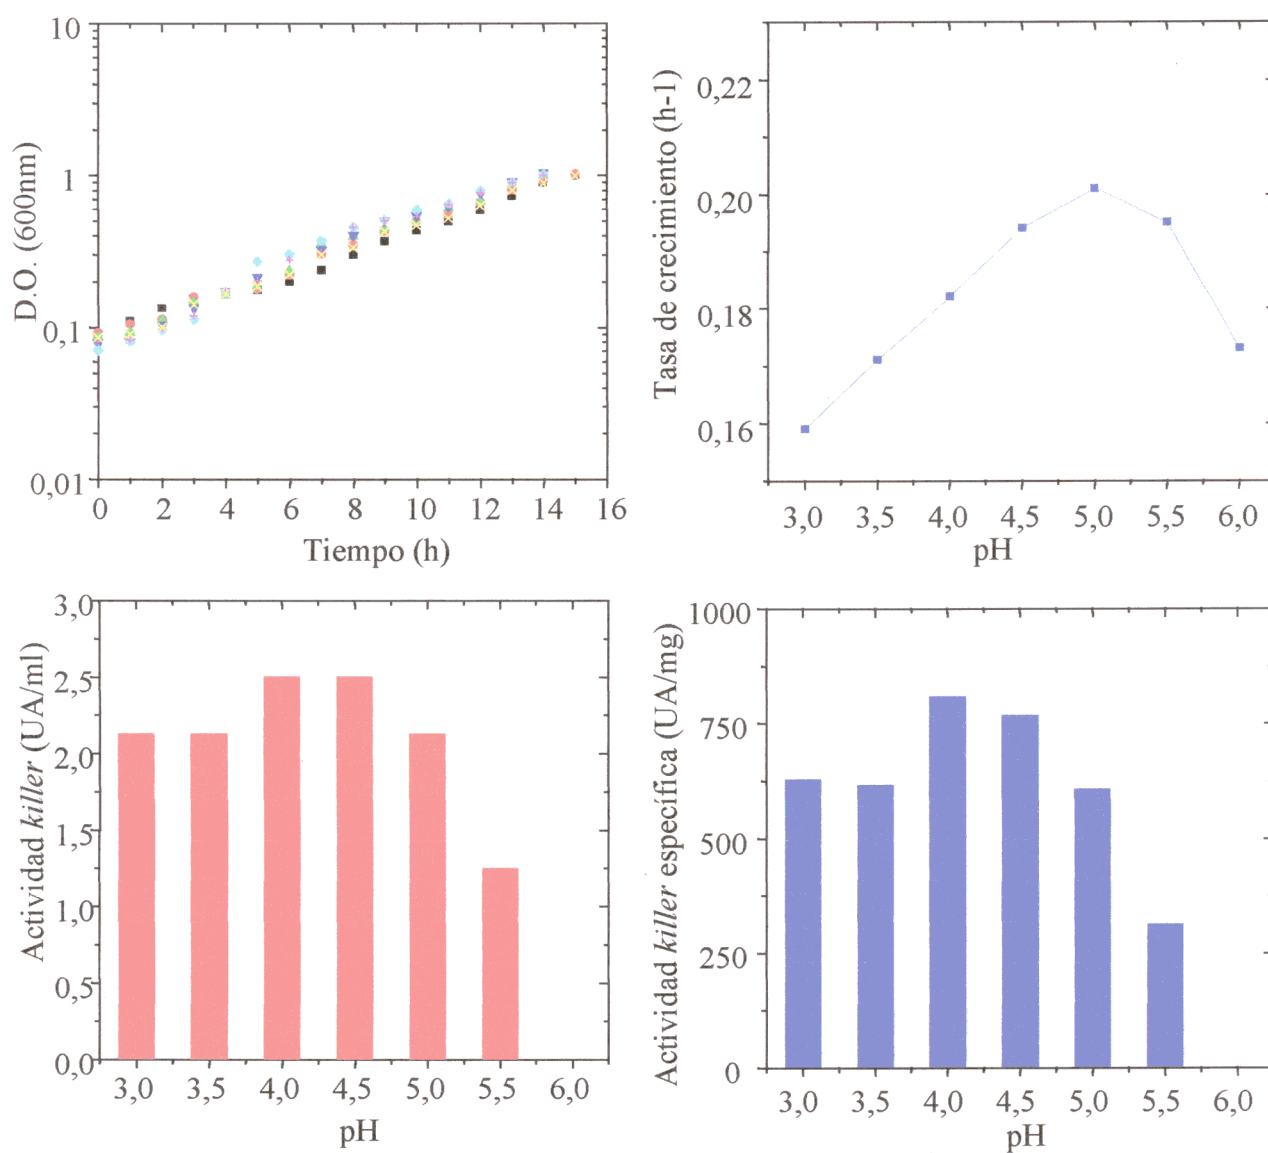 10
1
0,1
0,01
D.O. (600nm)
0 2 4 6 8 10 12 14 16
Tiempo (h)
0,22
0,20
0,18
0,16
Tasa de crecimiento (h-1)
3,0 3,5 4,0 4,5 5,0 5,5 6,0
pH
3,0
2,5
2,0
1,5
1,0
0,5
0,0
Actividad killer (UA/ml)
3,0 3,5 4,0 4,5 5,0 5,5 6,0
pH
1000
750
500
250
0
Actividad killer específica (UA/mg)
3,0 3,5 4,0 4,5 5,0 5,5 6,0
pH